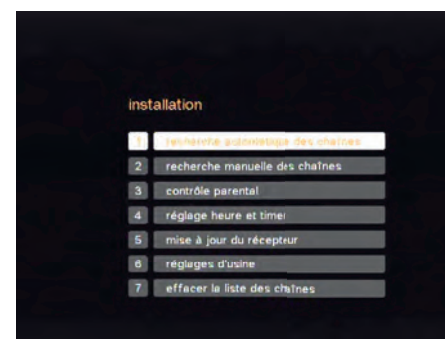 installation
1 recherche automatique des chaînes
2 recherche manuelle des chaînes
3 contrôle parental
4 réglage heure et timer
5 mise à jour du récepteur
6 réglages d'usine
7 effacer la liste des chaînes